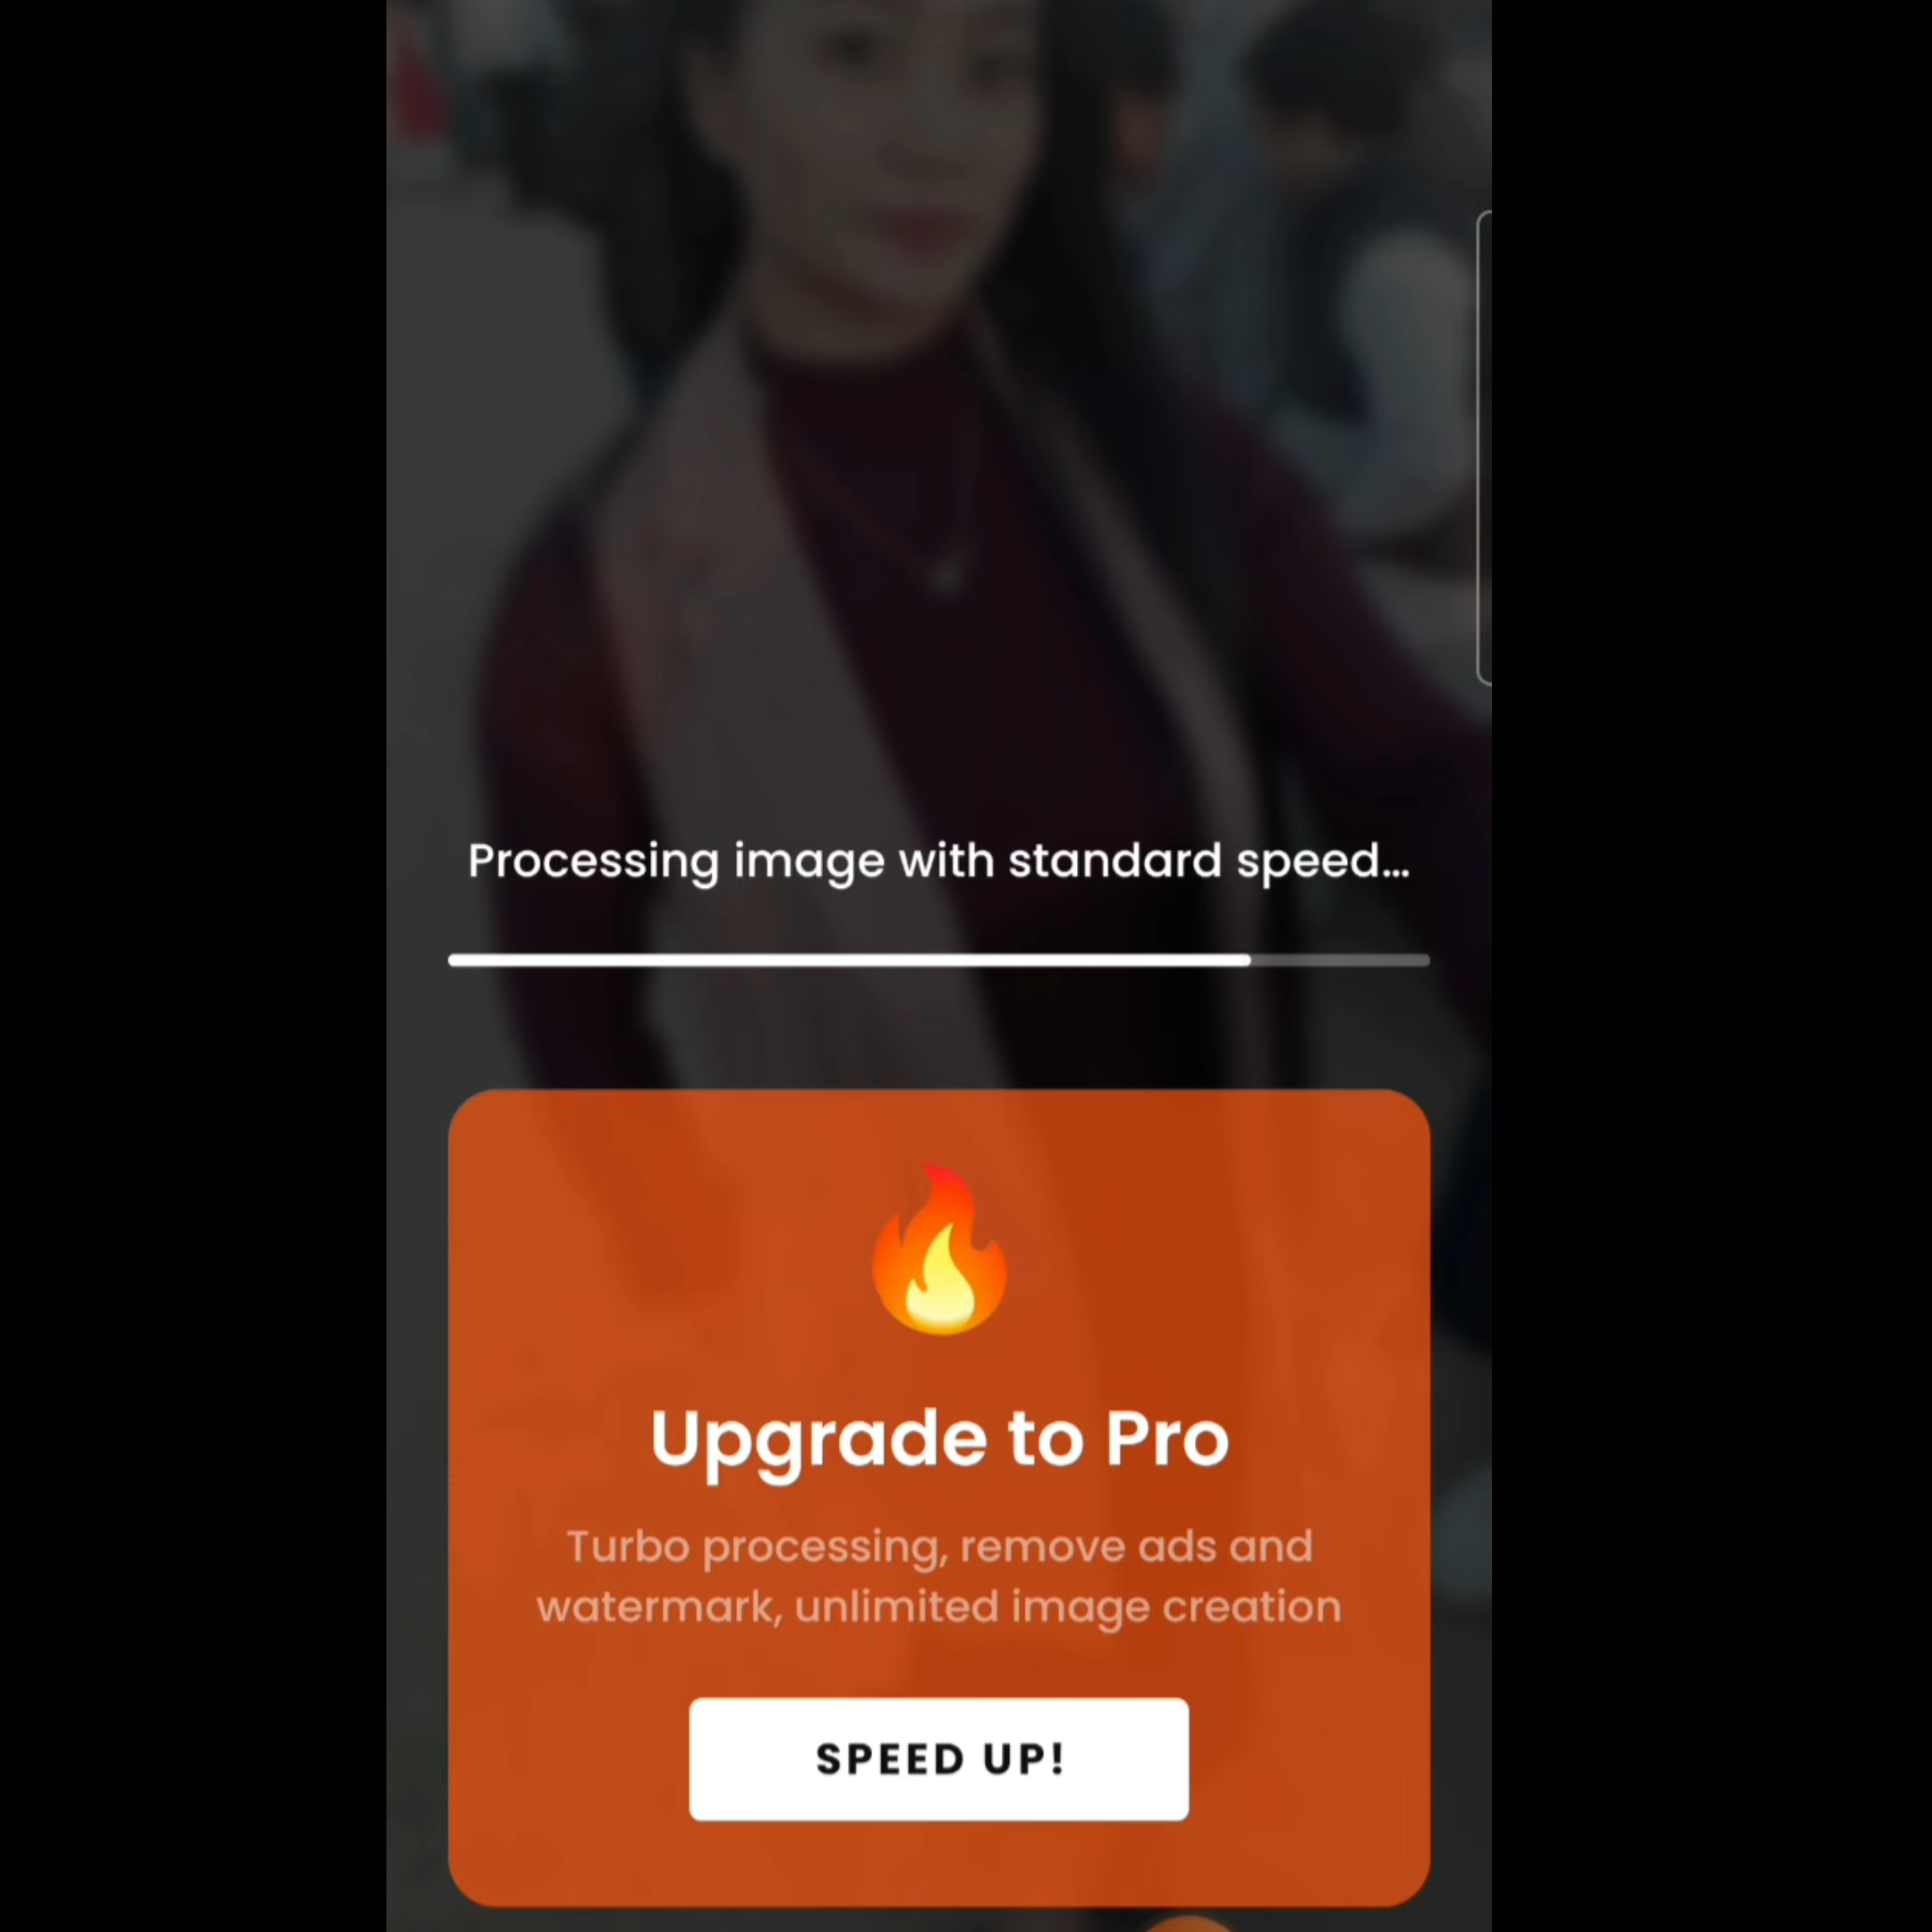 Processing image with standard speed...
Upgrade to Pro
Turbo processing, remove ads and
watermark, unlimited image creation
SPEED UP!